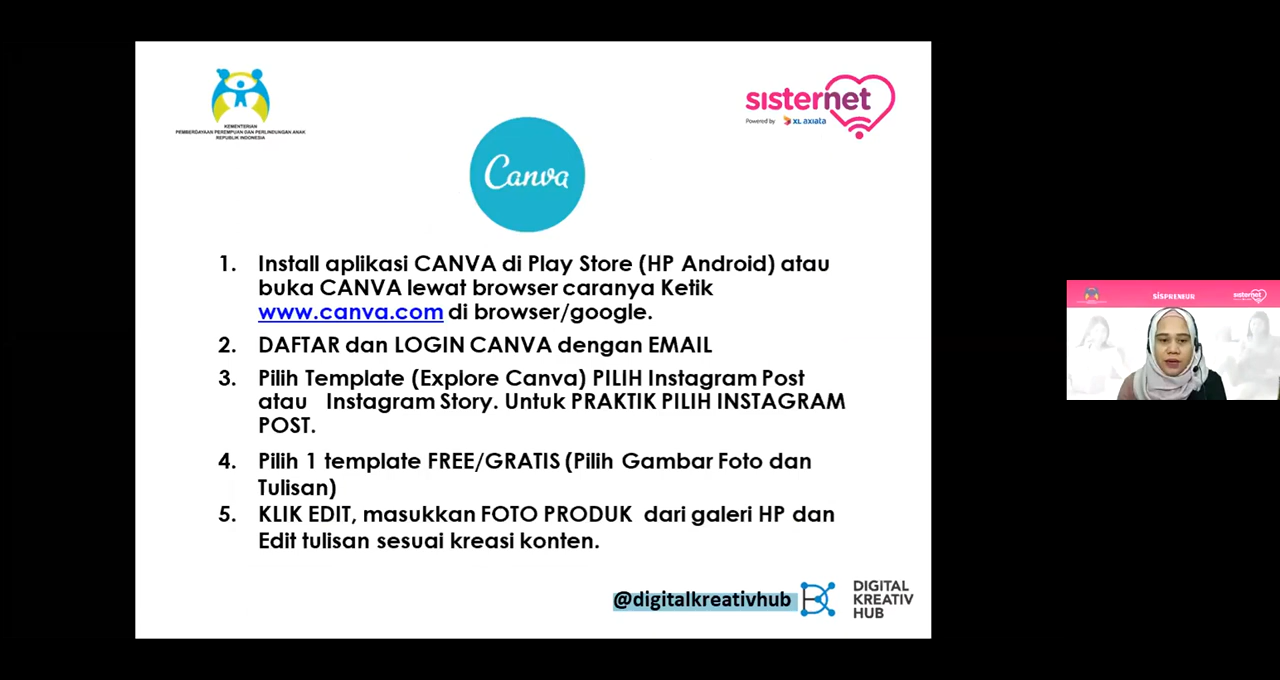 KEMENTERIAN
PEMBERDAYAAN PEREMPUAN DAN PERLINDUNGAN ANAK
REPUBLIK INDONESIA
sisternet
Powered by XL axiata
Canva
1. Install aplikasi CANVA di Play Store (HP Android) atau
buka CANVA lewat browser caranya Ketik
www.canva.com di browser/google.
2. DAFTAR dan LOGIN CANVA dengan EMAIL
3. Pilih Template (Explore Canva) PILIH Instagram Post
atau Instagram Story. Untuk PRAKTIK PILIH INSTAGRAM
POST.
4. Pilih 1 template FREE/GRATIS (Pilih Gambar Foto dan
Tulisan)
5. KLIK EDIT, masukkan FOTO PRODUK dari galeri HP dan
Edit tulisan sesuai kreasi konten.
@digitalkreativhub
DIGITAL
KREATIV
HUB
SISPRENEUR
sisternet